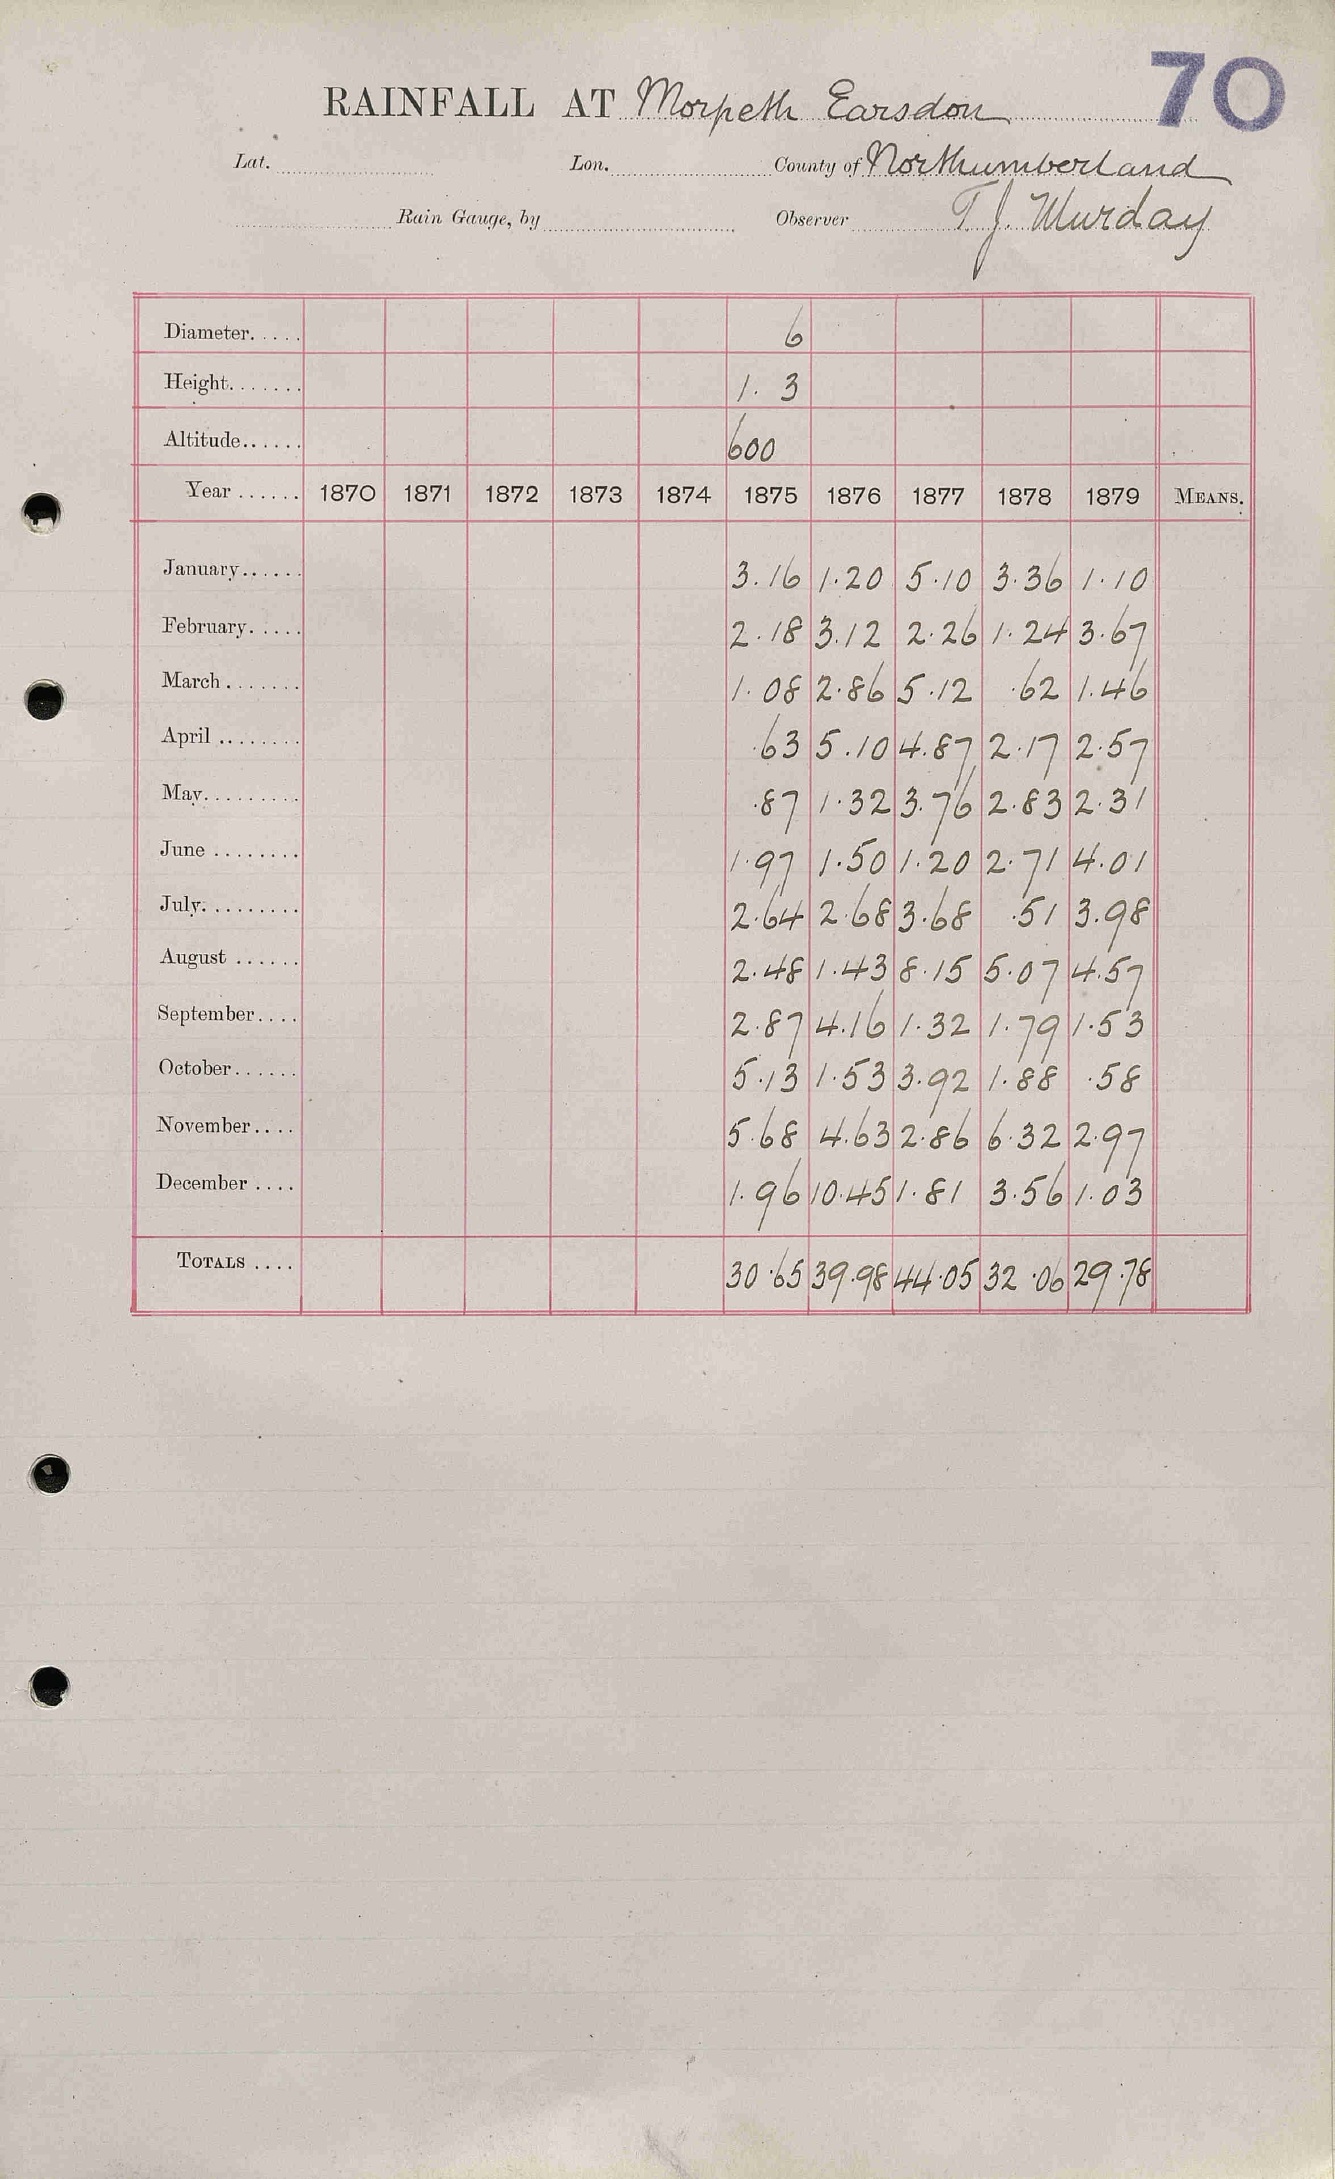 70
RAINFALL AT Morpeth Earsdon
Lat. Lon. County of Northumberland
Rain Gauge, by Observer T. J. Murday
Diameter..... 6
Height....... 1. 3
Altitude...... 600
Year ...... 1870 1871 1872 1873 1874 1875 1876 1877 1878 1879 MEANS.
January...... 3.16 1.20 5.10 3.36 1.10
February..... 2.18 3.12 2.26 1.24 3.67
March....... 1.08 2.86 5.12 .62 1.46
April ........ .63 5.10 4.87 2.17 2.57
May......... .87 1.32 3.76 2.83 2.31
June ........ 1.97 1.50 1.20 2.71 4.01
July......... 2.64 2.68 3.68 .51 3.98
August ...... 2.48 1.43 8.15 5.07 4.57
September.... 2.87 4.16 1.32 1.79 1.53
October...... 5.13 1.53 3.92 1.88 .58
November.... 5.68 4.63 2.86 6.32 2.97
December .... 1.96 10.45 1.81 3.56 1.03
TOTALS .... 30.65 39.98 44.05 32.06 29.78